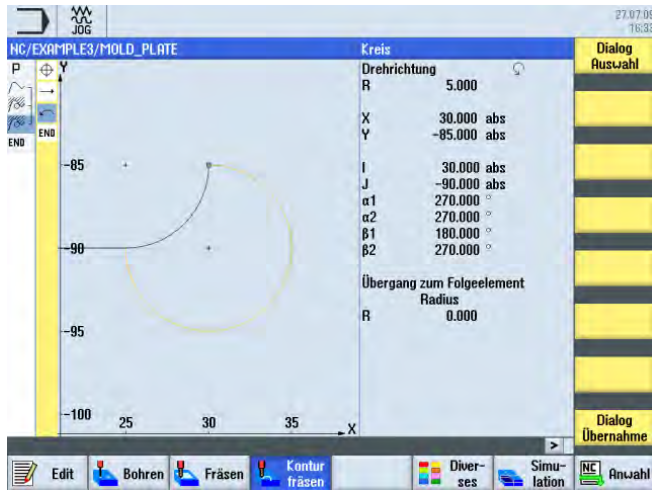 JOG
27.07.09
16:33
NC/EXAMPLE3/MOLD_PLATE
Kreis
Dialog
Auswahl
P
END
END
Y
-85
-90
-95
-100
25
30
35
X
Drehrichtung
R 5.000
X 30.000 abs
Y -85.000 abs
I 30.000 abs
J -90.000 abs
α1 270.000 °
α2 270.000 °
β1 180.000 °
β2 270.000 °
Übergang zum Folgeelement
Radius
R 0.000
Dialog
Übernahme
>
Edit
Bohren
Fräsen
Kontur
fräsen
Diver-
ses
Simu-
lation
NC
Anwahl